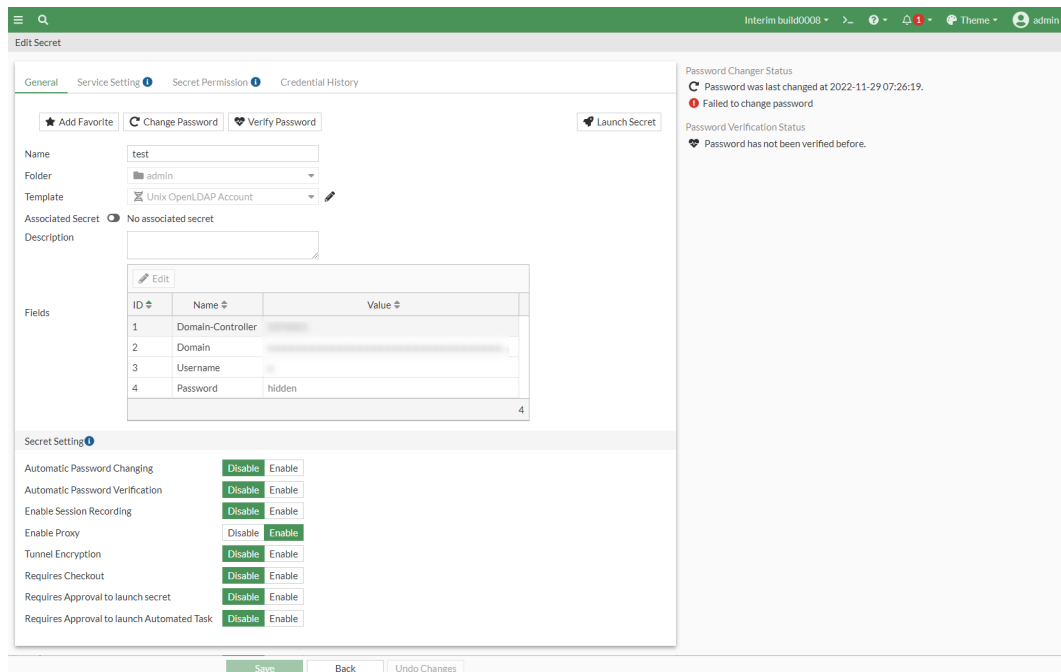 Interim build0008 >_ ? 1 Theme admin
Edit Secret
General Service Setting Secret Permission Credential History
Add Favorite Change Password Verify Password Launch Secret
Name test
Folder admin
Template Unix OpenLDAP Account
Associated Secret No associated secret
Description
Fields
Edit
ID Name Value
1 Domain-Controller
2 Domain
3 Username
4 Password hidden
4
Secret Setting
Automatic Password Changing Disable Enable
Automatic Password Verification Disable Enable
Enable Session Recording Disable Enable
Enable Proxy Disable Enable
Tunnel Encryption Disable Enable
Requires Checkout Disable Enable
Requires Approval to launch secret Disable Enable
Requires Approval to launch Automated Task Disable Enable
Save Back Undo Changes
Password Changer Status
Password was last changed at 2022-11-29 07:26:19.
Failed to change password
Password Verification Status
Password has not been verified before.